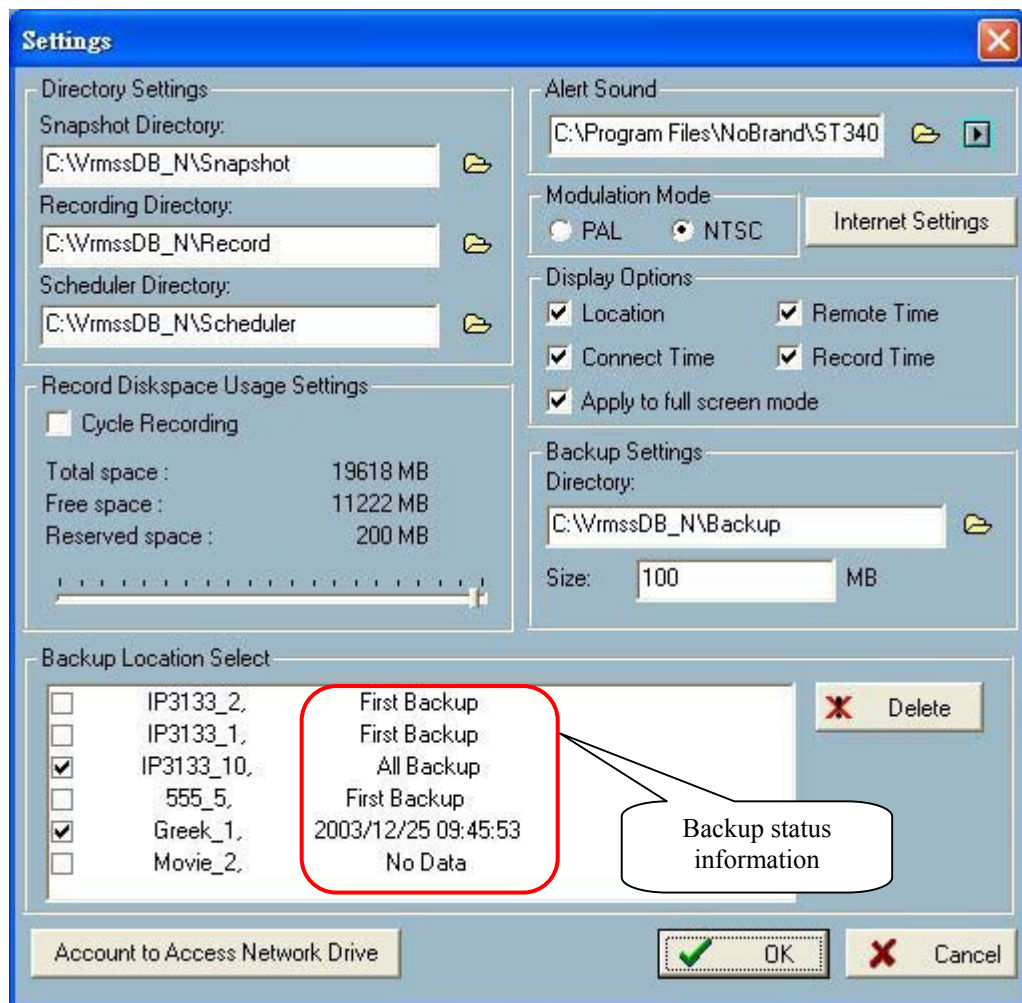 Settings
Directory Settings
Snapshot Directory:
C:\VrmssDB_N\Snapshot
Recording Directory:
C:\VrmssDB_N\Record
Scheduler Directory:
C:\VrmssDB_N\Scheduler
Record Diskspace Usage Settings
Cycle Recording
Total space : 19618 MB
Free space : 11222 MB
Reserved space : 200 MB
Alert Sound
C:\Program Files\NoBrand\ST340
Modulation Mode
PAL NTSC
Internet Settings
Display Options
Location Remote Time
Connect Time Record Time
Apply to full screen mode
Backup Settings
Directory:
C:\VrmssDB_N\Backup
Size: 100 MB
Backup Location Select
IP3133_2, First Backup
IP3133_1, First Backup
IP3133_10, All Backup
555_5, First Backup
Greek_1, 2003/12/25 09:45:53
Movie_2, No Data
Delete
Backup status
information
Account to Access Network Drive
OK
Cancel